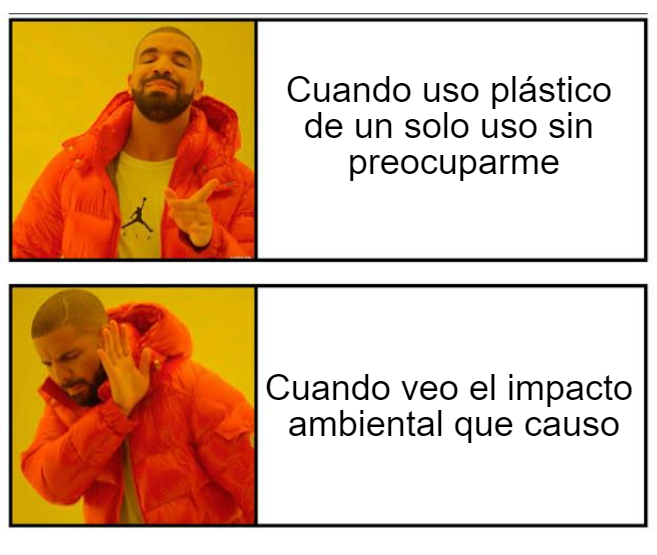 Cuando uso plástico
de un solo uso sin
preocuparme
Cuando veo el impacto
ambiental que causo